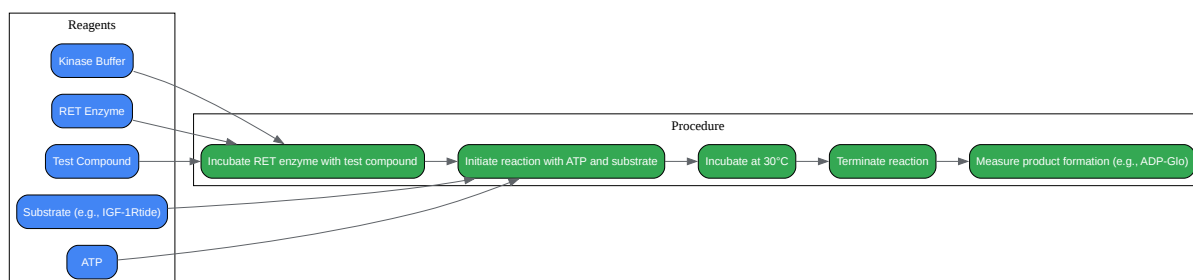 Reagents
Kinase Buffer
RET Enzyme
Test Compound
Substrate (e.g., IGF-1Rtide)
ATP
Procedure
Incubate RET enzyme with test compound
Initiate reaction with ATP and substrate
Incubate at 30°C
Terminate reaction
Measure product formation (e.g., ADP-Glo)